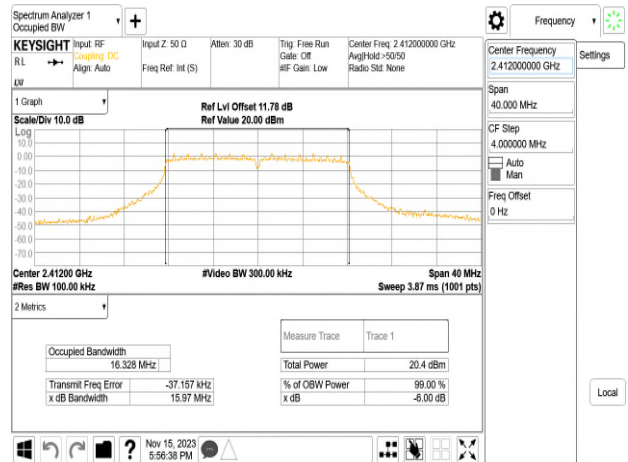 Spectrum Analyzer 1
Occupied BW
Frequency
KEYSIGHT
Input: RF
Coupling: DC
Align: Auto
Input Z: 50 Ω
Freq Ref: Int (S)
Atten: 30 dB
Trig: Free Run
Gate: Off
#IF Gain: Low
Center Freq: 2.412000000 GHz
Avg|Hold:>50/50
Radio Std: None
RL
1 Graph
Scale/Div 10.0 dB
Ref Lvl Offset 11.78 dB
Ref Value 20.00 dBm
Log
10.0
0.00
-10.0
-20.0
-30.0
-40.0
-50.0
-60.0
-70.0
Center 2.41200 GHz
#Res BW 100.00 kHz
#Video BW 300.00 kHz
Span 40 MHz
Sweep 3.87 ms (1001 pts)
2 Metrics
Measure Trace
Trace 1
Occupied Bandwidth
16.328 MHz
Total Power
20.4 dBm
Transmit Freq Error
-37.157 kHz
% of OBW Power
99.00 %
x dB Bandwidth
15.97 MHz
x dB
-6.00 dB
Nov 15, 2023
5:56:38 PM
Center Frequency
2.412000000 GHz
Settings
Span
40.000 MHz
CF Step
4.000000 MHz
Auto
Man
Freq Offset
0 Hz
Local